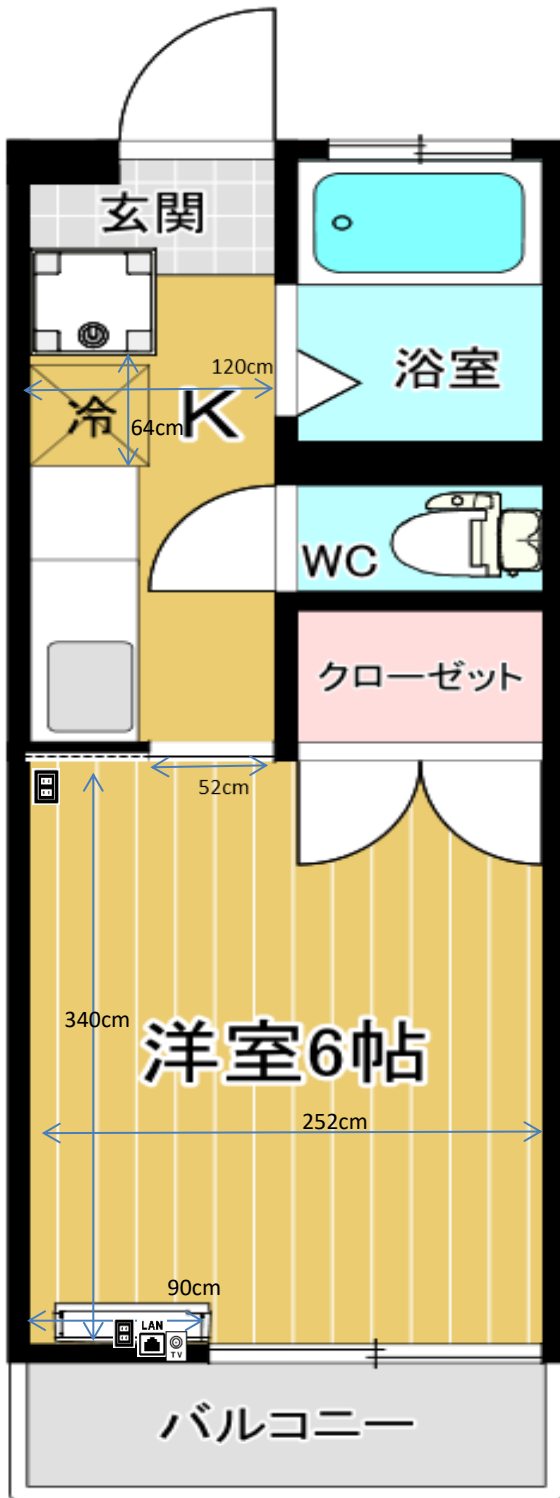 玄関
120cm
浴室
冷
K
64cm
WC
クローゼット
52cm
340cm
洋室6帖
252cm
90cm
LAN
TV
バルコニー